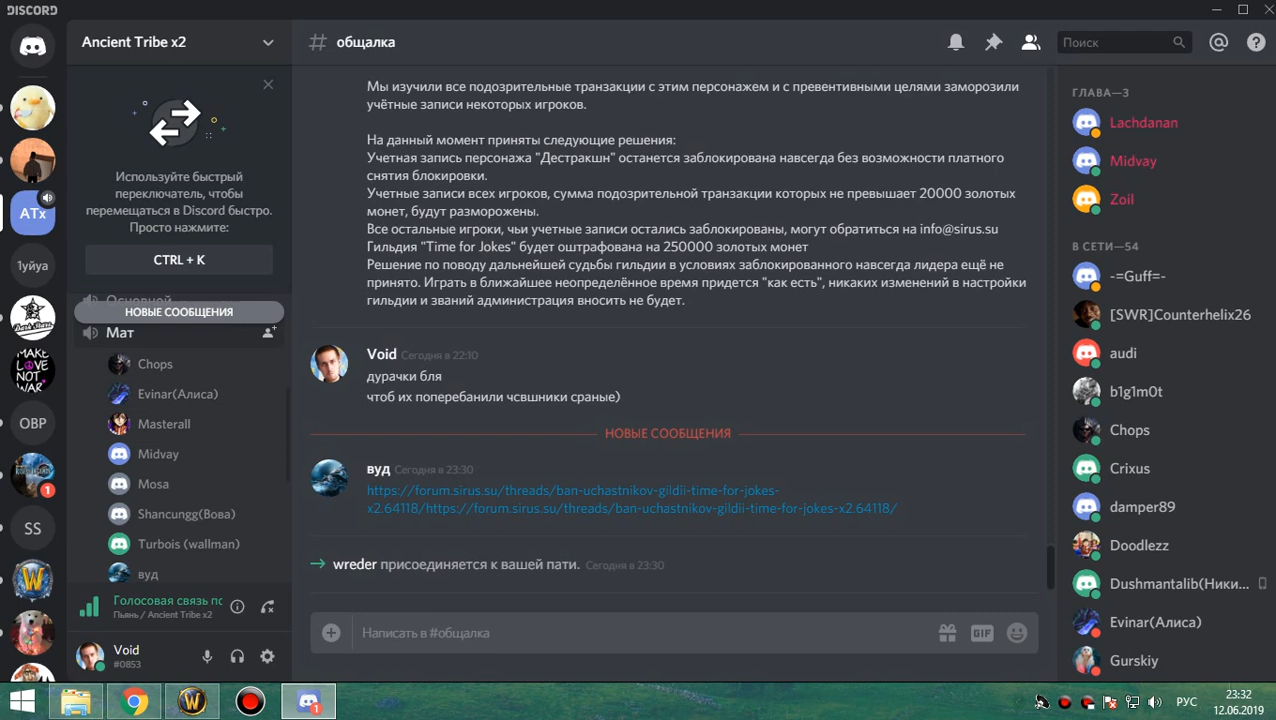 DISCORD
Ancient Tribe x2
общалка
Поиск
Используйте быстрый
переключатель, чтобы
перемещаться в Discord быстро.
Просто нажмите:
CTRL + K
Основной
НОВЫЕ СООБЩЕНИЯ
Мат
Chops
Evinar(Алиса)
Masterall
Midvay
Mosa
Shancungg(Вова)
Turbois (wallman)
вуд
Голосовая связь по
Пьянь / Ancient Tribe x2
Void
#0853
ATx
1уйуа
MAKE
LOVE
NOT
WAR
OBP
1
SS
Мы изучили все подозрительные транзакции с этим персонажем и с превентивными целями заморозили
учётные записи некоторых игроков.
На данный момент приняты следующие решения:
Учетная запись персонажа "Дестракшн" останется заблокирована навсегда без возможности платного
снятия блокировки.
Учетные записи всех игроков, сумма подозрительной транзакции которых не превышает 20000 золотых
монет, будут разморожены.
Все остальные игроки, чьи учетные записи остались заблокированы, могут обратиться на info@sirus.su
Гильдия "Time for Jokes" будет оштрафована на 250000 золотых монет
Решение по поводу дальнейшей судьбы гильдии в условиях заблокированного навсегда лидера ещё не
принято. Играть в ближайшее неопределённое время придется "как есть", никаких изменений в настройки
гильдии и званий администрация вносить не будет.
Void Сегодня в 22:10
дурачки бля
чтоб их поперебанили чсвшники сраные)
НОВЫЕ СООБЩЕНИЯ
вуд Сегодня в 23:30
https://forum.sirus.su/threads/ban-uchastnikov-gildii-time-for-jokes-
x2.64118/https://forum.sirus.su/threads/ban-uchastnikov-gildii-time-for-jokes-x2.64118/
wreder присоединяется к вашей пати. Сегодня в 23:30
Написать в #общалка
GIF
ГЛАВА—3
Lachdanan
Midvay
Zoil
В СЕТИ—54
-=Guff=-
[SWR]Counterhelix26
audi
b1g1m0t
Chops
Crixus
damper89
Doodlezz
Dushmantalib(Ники...
Evinar(Алиса)
Gurskiy
1
РУС
23:32
12.06.2019